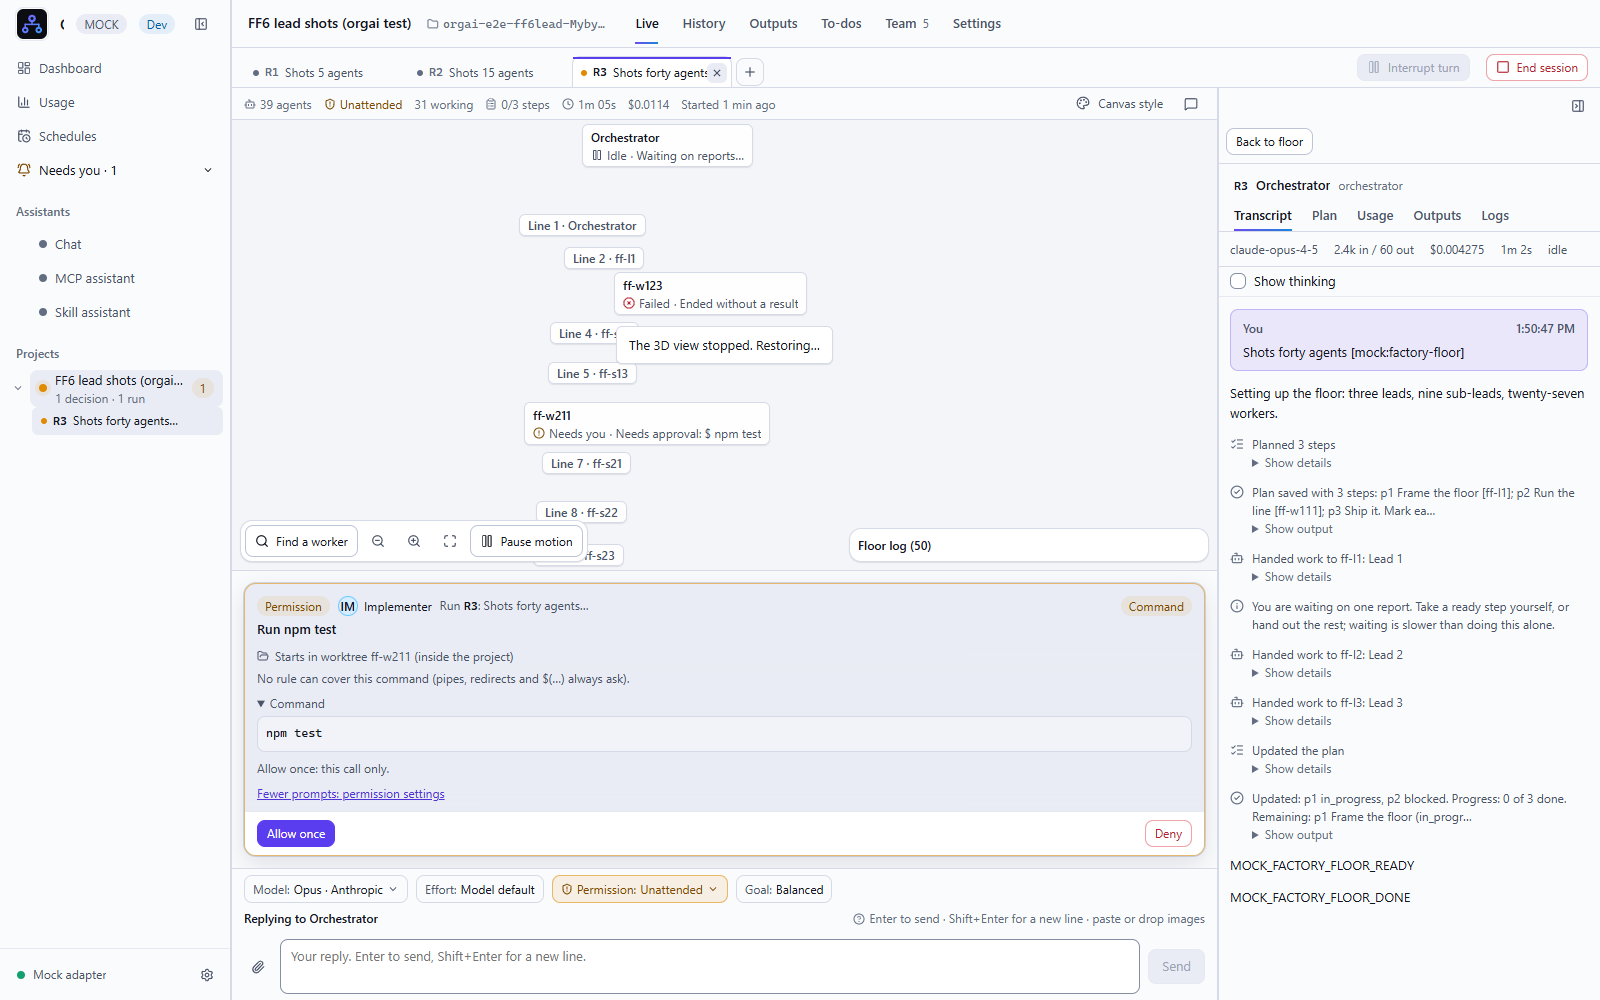 MOCK
Dev
Dashboard
Usage
Schedules
Needs you · 1
Assistants
Chat
MCP assistant
Skill assistant
Projects
FF6 lead shots (orgai...
1 decision · 1 run
1
R3 Shots forty agents...
Mock adapter
FF6 lead shots (orgai test)
orgai-e2e-ff6lead-Myby...
Live
History
Outputs
To-dos
Team 5
Settings
R1 Shots 5 agents
R2 Shots 15 agents
R3 Shots forty agents
Interrupt turn
End session
39 agents
Unattended
31 working
0/3 steps
1m 05s
$0.0114
Started 1 min ago
Canvas style
Orchestrator
Idle · Waiting on reports...
Line 1 · Orchestrator
Line 2 · ff-l1
ff-w123
Failed · Ended without a result
Line 4 · ff-s
The 3D view stopped. Restoring...
Line 5 · ff-s13
ff-w211
Needs you · Needs approval: $ npm test
Line 7 · ff-s21
Line 8 · ff-s22
ff-s23
Find a worker
Pause motion
Floor log (50)
Permission
IM
Implementer
Run R3: Shots forty agents...
Command
Run npm test
Starts in worktree ff-w211 (inside the project)
No rule can cover this command (pipes, redirects and $(...) always ask).
Command
npm test
Allow once: this call only.
Fewer prompts: permission settings
Allow once
Deny
Model: Opus · Anthropic
Effort: Model default
Permission: Unattended
Goal: Balanced
Replying to Orchestrator
Enter to send · Shift+Enter for a new line · paste or drop images
Your reply. Enter to send, Shift+Enter for a new line.
Send
Back to floor
R3 Orchestrator orchestrator
Transcript
Plan
Usage
Outputs
Logs
claude-opus-4-5
2.4k in / 60 out
$0.004275
1m 2s
idle
Show thinking
You
1:50:47 PM
Shots forty agents [mock:factory-floor]
Setting up the floor: three leads, nine sub-leads, twenty-seven
workers.
Planned 3 steps
Show details
Plan saved with 3 steps: p1 Frame the floor [ff-l1]; p2 Run the
line [ff-w111]; p3 Ship it. Mark ea...
Show output
Handed work to ff-l1: Lead 1
Show details
You are waiting on one report. Take a ready step yourself, or
hand out the rest; waiting is slower than doing this alone.
Handed work to ff-l2: Lead 2
Show details
Handed work to ff-l3: Lead 3
Show details
Updated the plan
Show details
Updated: p1 in_progress, p2 blocked. Progress: 0 of 3 done.
Remaining: p1 Frame the floor (in_progr...
Show output
MOCK_FACTORY_FLOOR_READY
MOCK_FACTORY_FLOOR_DONE